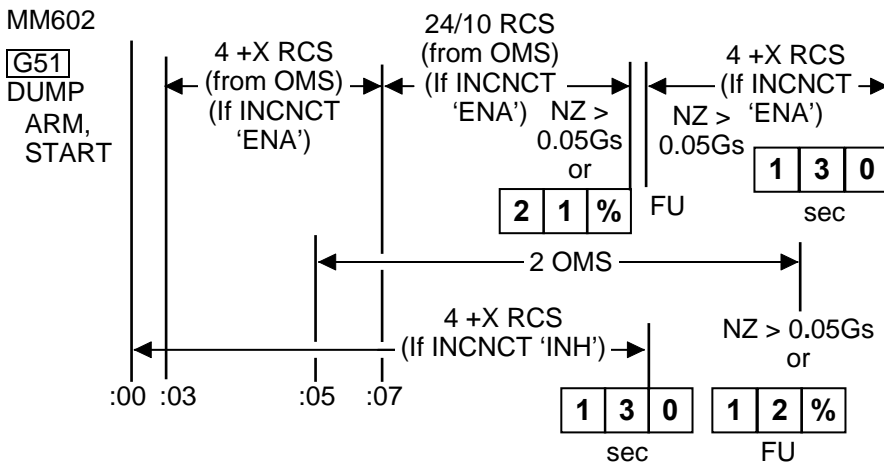 MM602
G51
DUMP
ARM,
START
4 +X RCS
(from OMS)
(If INCNCT
‘ENA’)
24/10 RCS
(from OMS)
(If INCNCT
‘ENA’)
NZ >
0.05Gs
or
2 1 %
FU
4 +X RCS
(If INCNCT
‘ENA’)
NZ >
0.05Gs
1 3 0
sec
2 OMS
4 +X RCS
(If INCNCT ‘INH’)
NZ > 0.05Gs
or
:00 :03 :05 :07
1 3 0
sec
1 2 %
FU